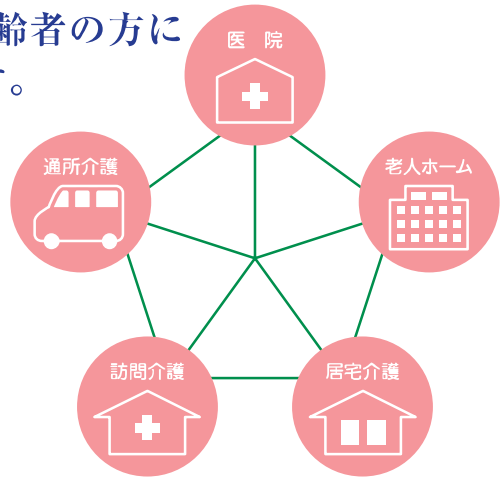 齢者の方に
す。
医 院
通所介護
老人ホーム
訪問介護
居宅介護